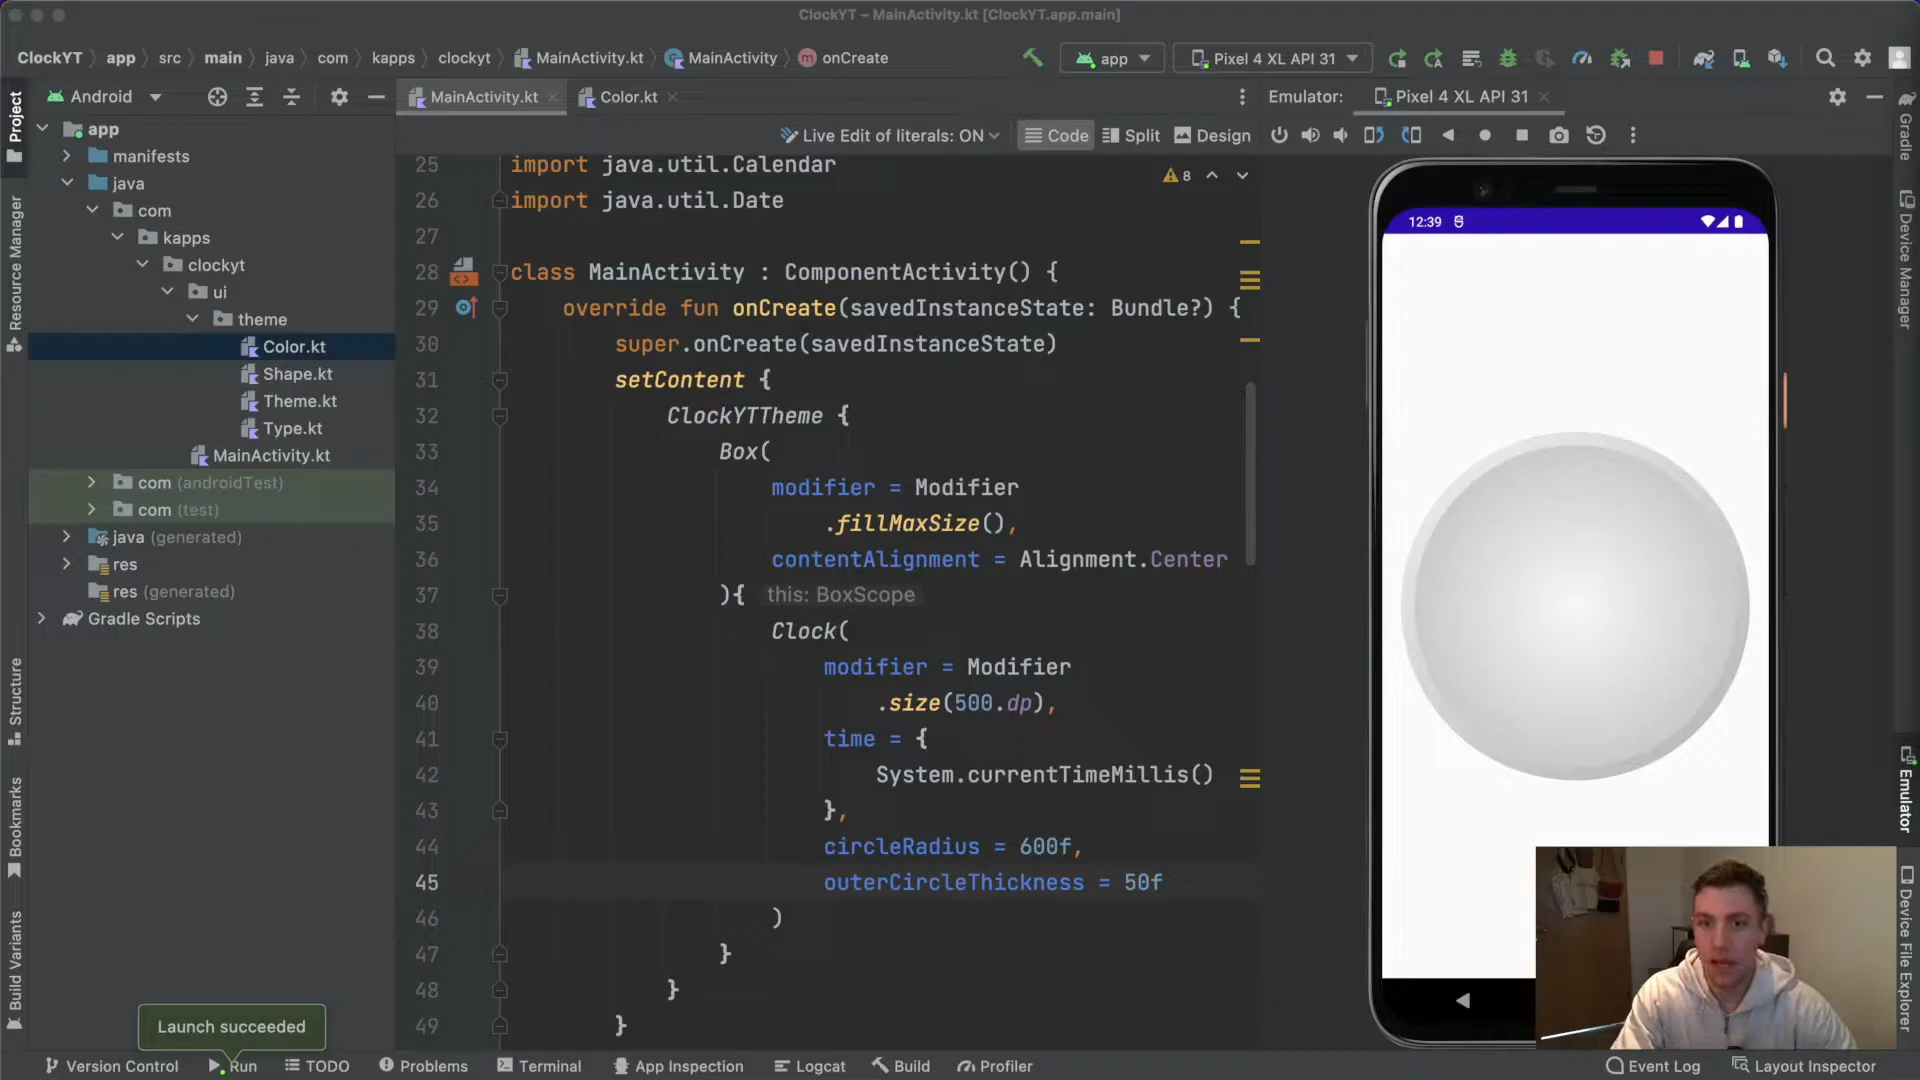 ClockYT – MainActivity.kt [ClockYT.app.main]
ClockYT
app
src
main
java
com
kapps
clockyt
MainActivity.kt
MainActivity
m
onCreate
app
Pixel 4 XL API 31
Android
MainActivity.kt
Color.kt
Emulator:
Pixel 4 XL API 31
Live Edit of literals: ON
Code
Split
Design
Project
Resource Manager
Structure
Bookmarks
Build Variants
app
manifests
java
com
kapps
clockyt
ui
theme
Color.kt
Shape.kt
Theme.kt
Type.kt
MainActivity.kt
com (androidTest)
com (test)
java (generated)
res
res (generated)
Gradle Scripts
8
25 import java.util.Calendar
26 import java.util.Date
27
28 class MainActivity : ComponentActivity() {
29 override fun onCreate(savedInstanceState: Bundle?) {
30 super.onCreate(savedInstanceState)
31 setContent {
32 ClockYTTheme {
33 Box(
34 modifier = Modifier
35 .fillMaxSize(),
36 contentAlignment = Alignment.Center
37 ){ this: BoxScope
38 Clock(
39 modifier = Modifier
40 .size(500.dp),
41 time = {
42 System.currentTimeMillis()
43 },
44 circleRadius = 600f,
45 outerCircleThickness = 50f
46 )
47 }
48 }
49 }
12:39
Gradle
Device Manager
Emulator
Device File Explorer
Launch succeeded
Version Control
Run
TODO
Problems
Terminal
App Inspection
Logcat
Build
Profiler
Event Log
Layout Inspector